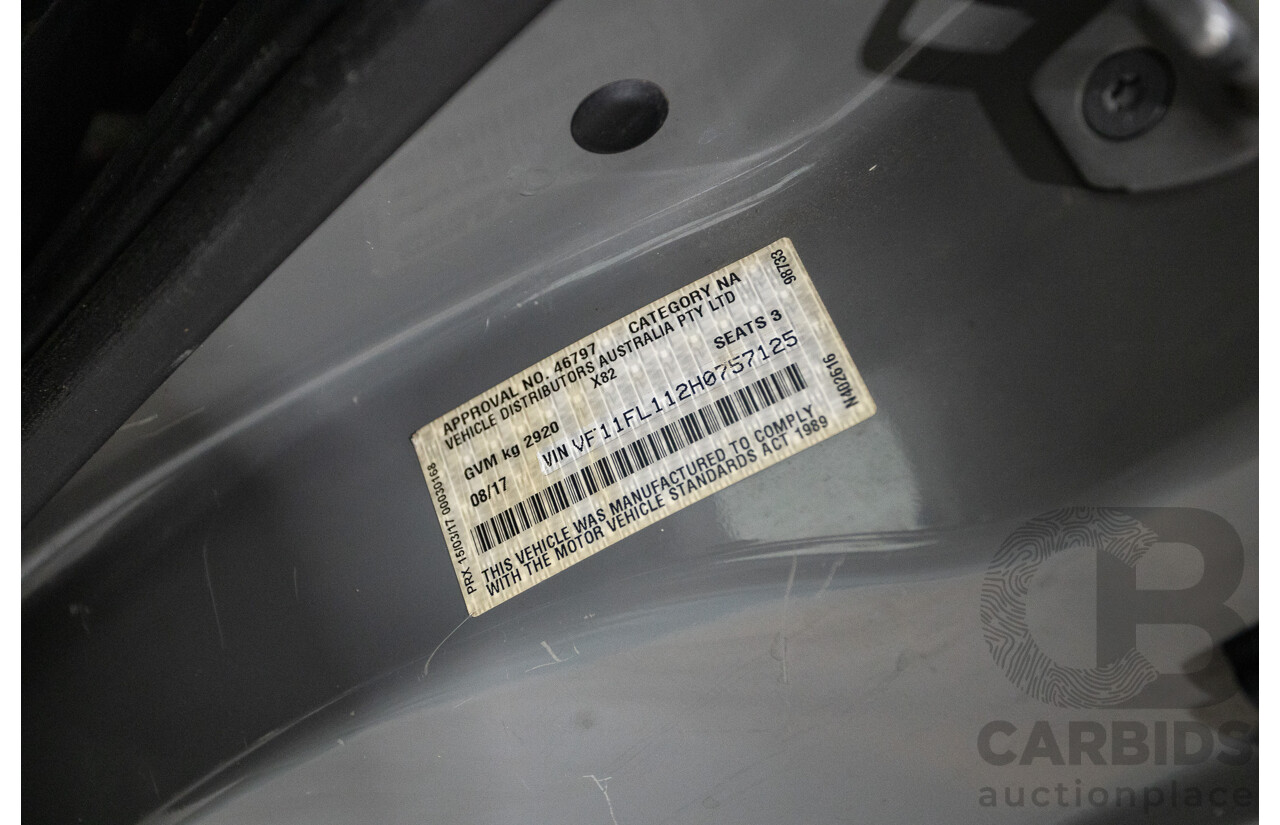 APPROVAL NO. 46797 CATEGORY NA
VEHICLE DISTRIBUTORS AUSTRALIA PTY LTD
X82
GVM kg 2920 SEATS 3
08/17 VIN VF11FL112H0757125
THIS VEHICLE WAS MANUFACTURED TO COMPLY
WITH THE MOTOR VEHICLE STANDARDS ACT 1989
PRX 15/03/17 00030168
98733
N402616
CB
CARBIDS
auctionplace